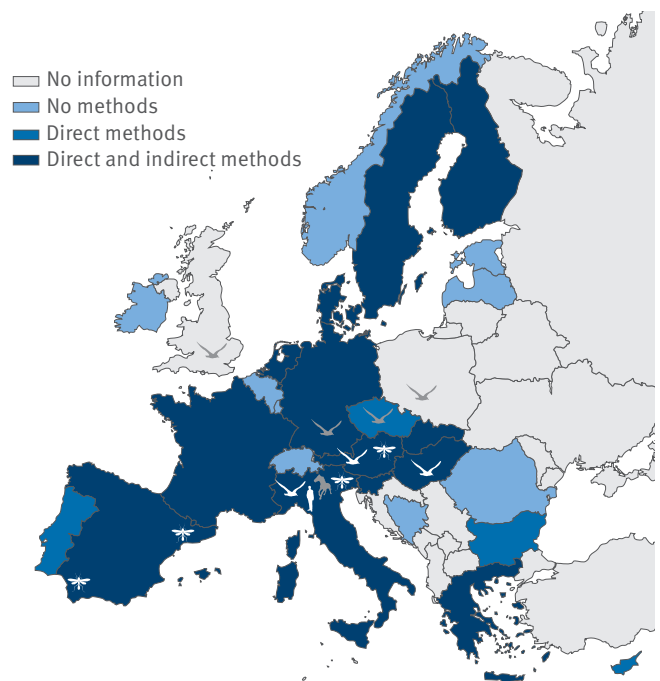 No information
No methods
Direct methods
Direct and indirect methods